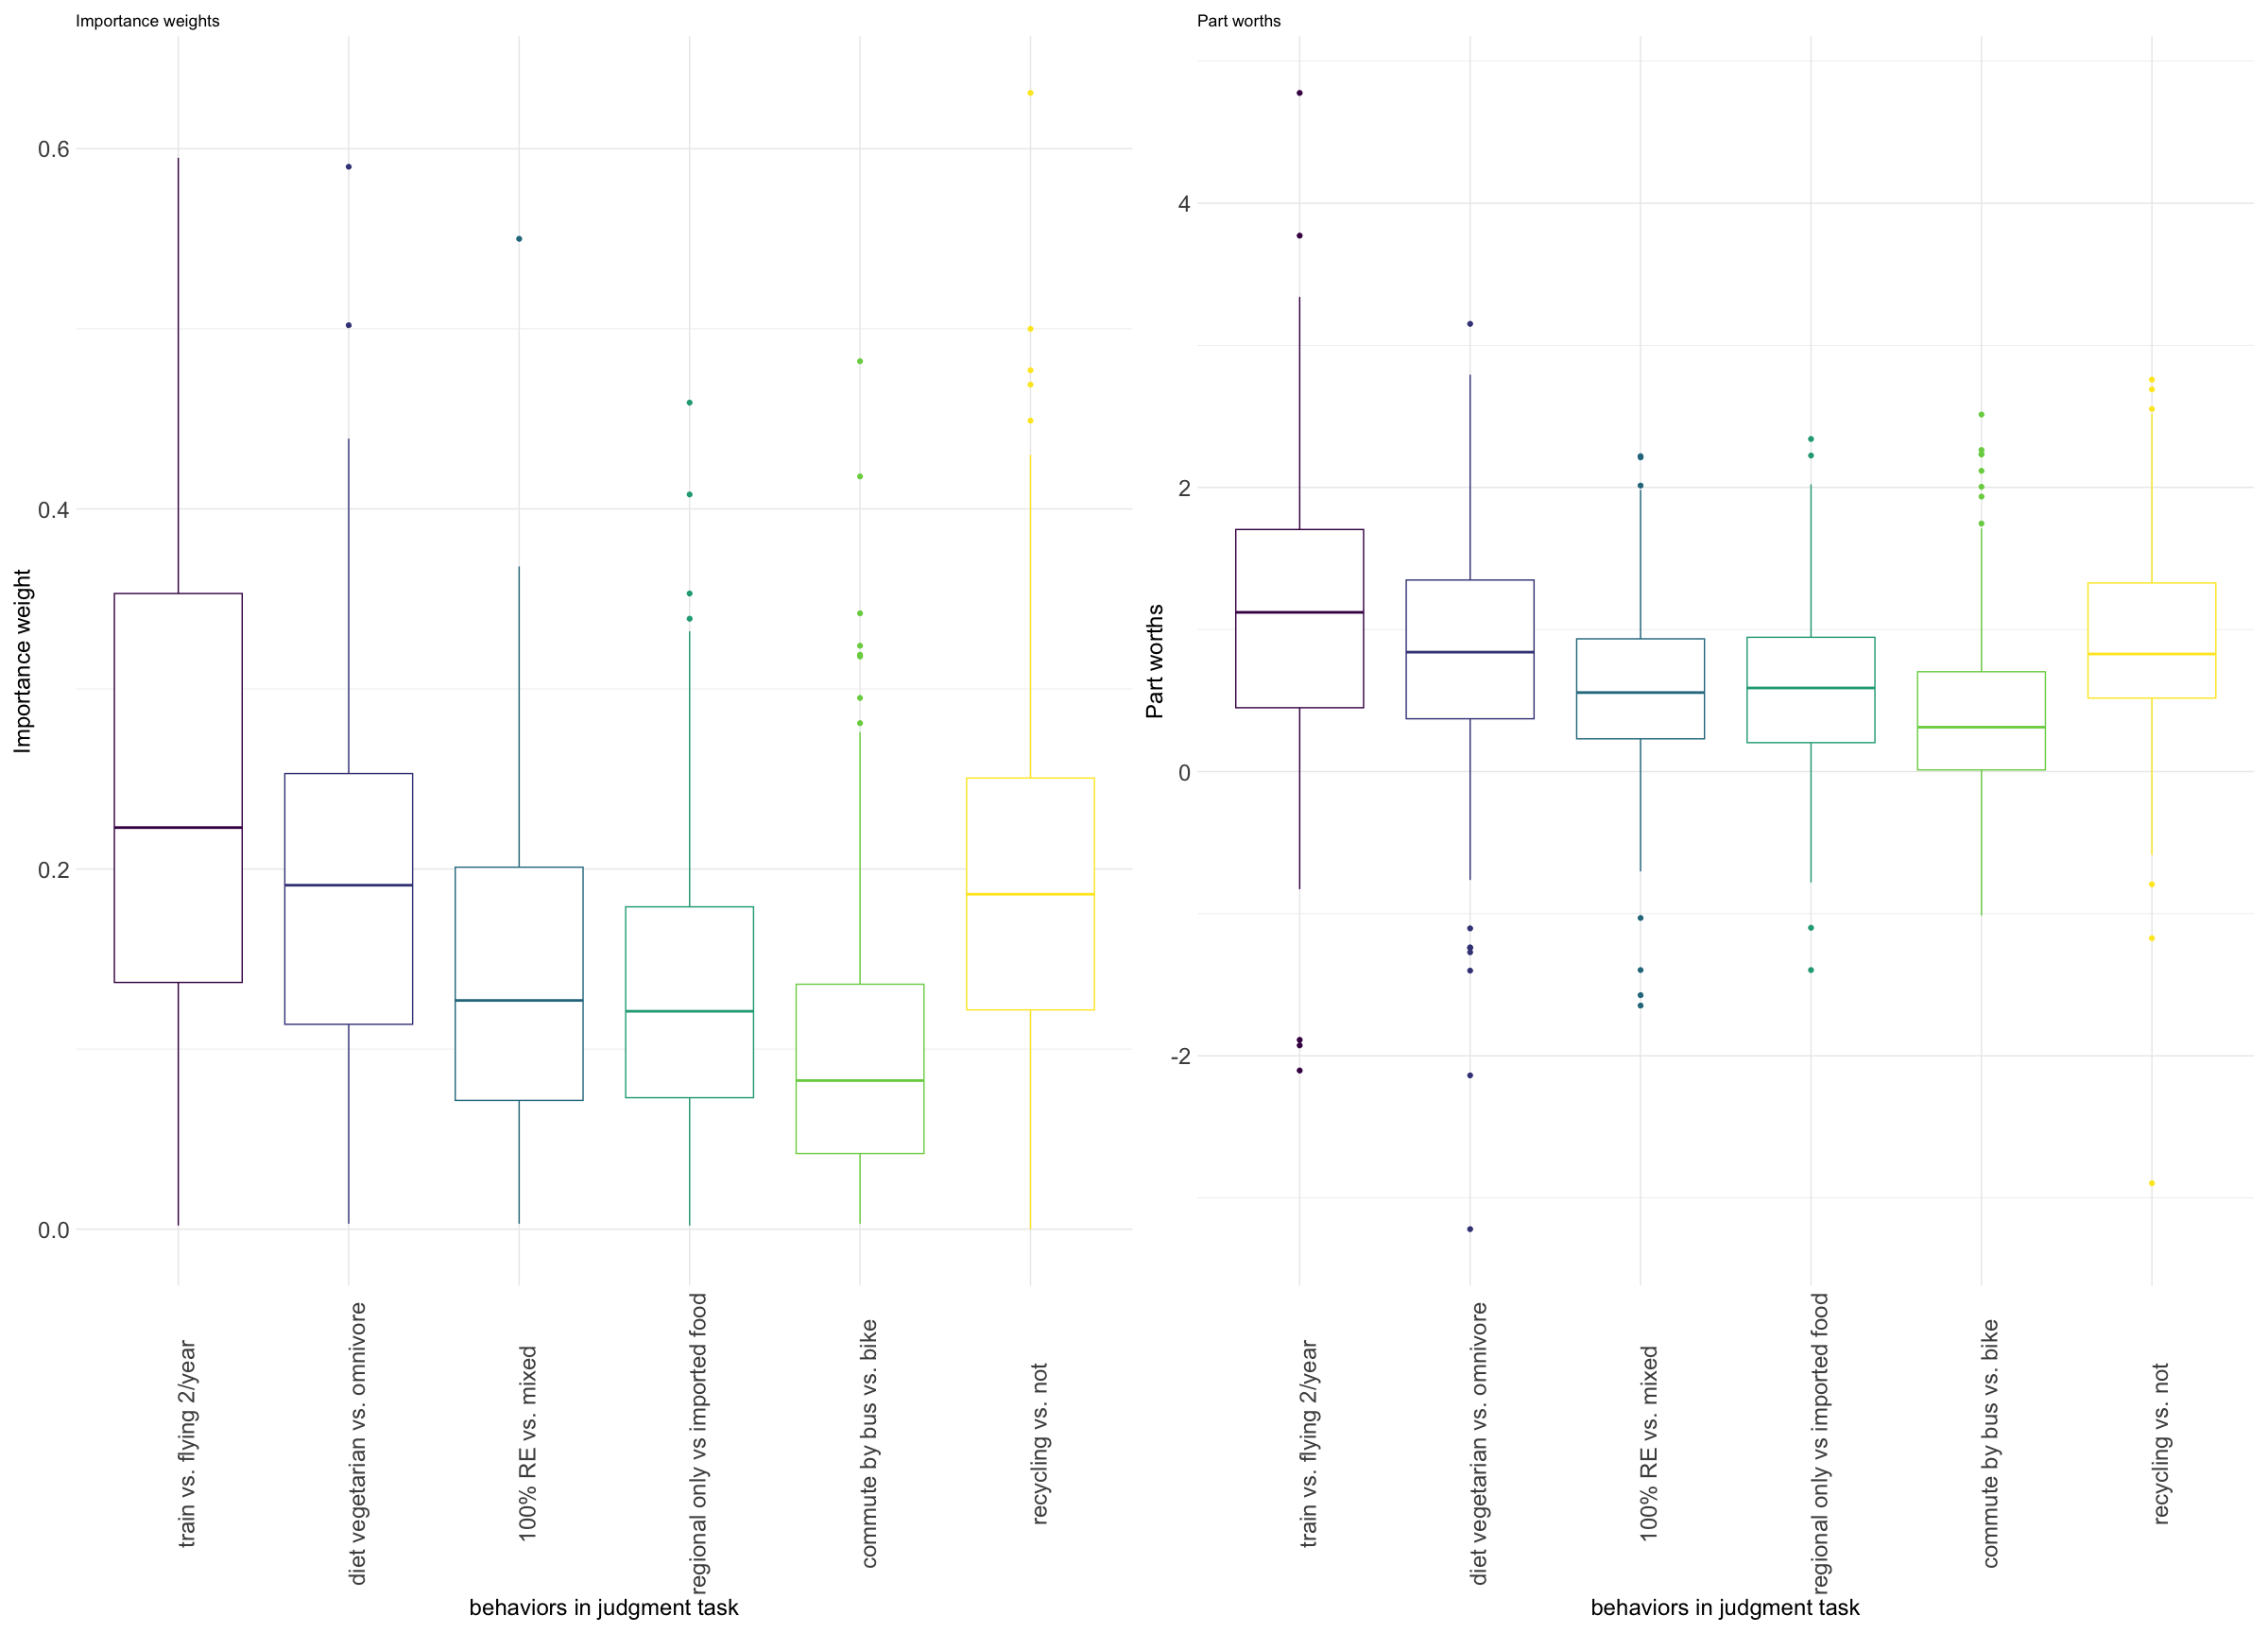 Importance weights
Importance weight
0.6
0.4
0.2
0.0
train vs. flying 2/year
diet vegetarian vs. omnivore
100% RE vs. mixed
regional only vs imported food
commute by bus vs. bike
recycling vs. not
behaviors in judgment task
Part worths
Part worths
4
2
0
-2
train vs. flying 2/year
diet vegetarian vs. omnivore
100% RE vs. mixed
regional only vs imported food
commute by bus vs. bike
recycling vs. not
behaviors in judgment task